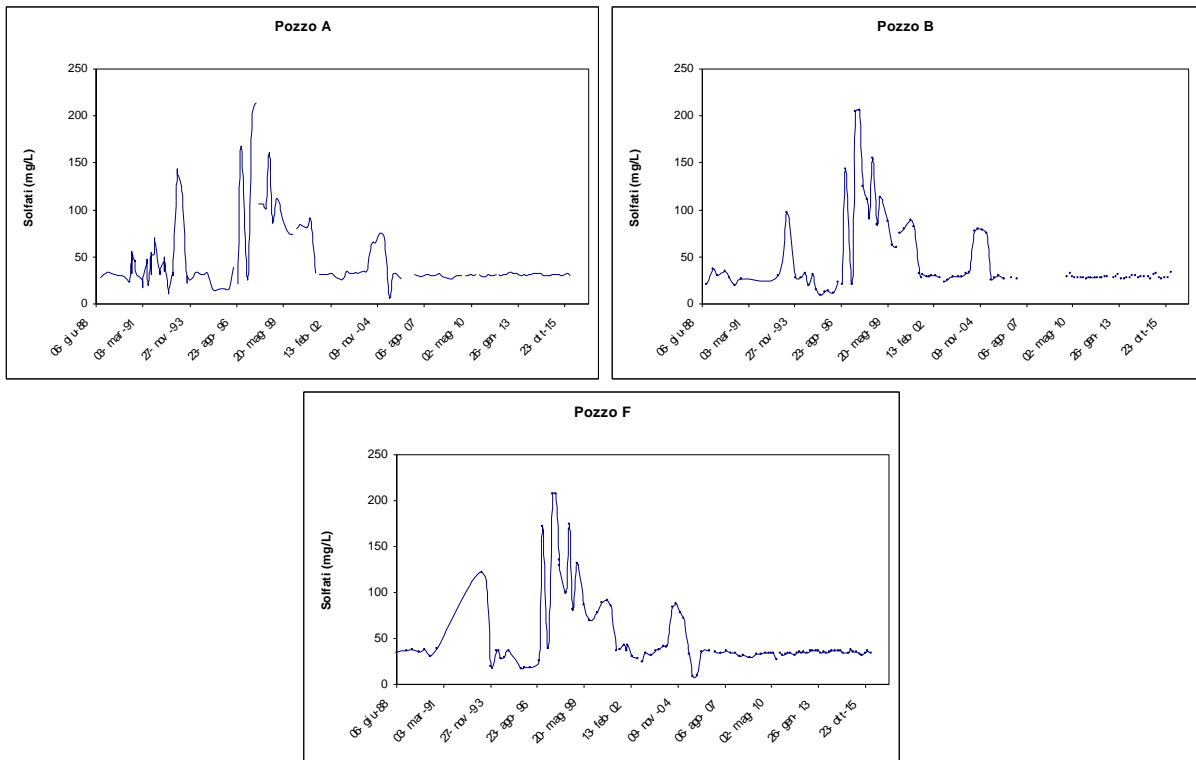 Pozzo A
Solfati (mg/L)
250
200
150
100
50
0
06- giu-88
03- mar-91
27- nov-93
23- ago- 96
20- mag- 99
13- feb- 02
09- nov-04
06- ago- 07
02- mag- 10
26- gen- 13
23- ott-15
Pozzo B
Solfati (mg/L)
250
200
150
100
50
0
06- giu-88
03- mar-91
27- nov-93
23- ago- 96
20- mag- 99
13- feb- 02
09- nov-04
06- ago- 07
02- mag- 10
26- gen- 13
23- ott-15
Pozzo F
Solfati (mg/L)
250
200
150
100
50
0
06- giu-88
03- mar-91
27- nov-93
23- ago- 96
20- mag- 99
13- feb- 02
09- nov-04
06- ago- 07
02- mag- 10
26- gen- 13
23- ott-15